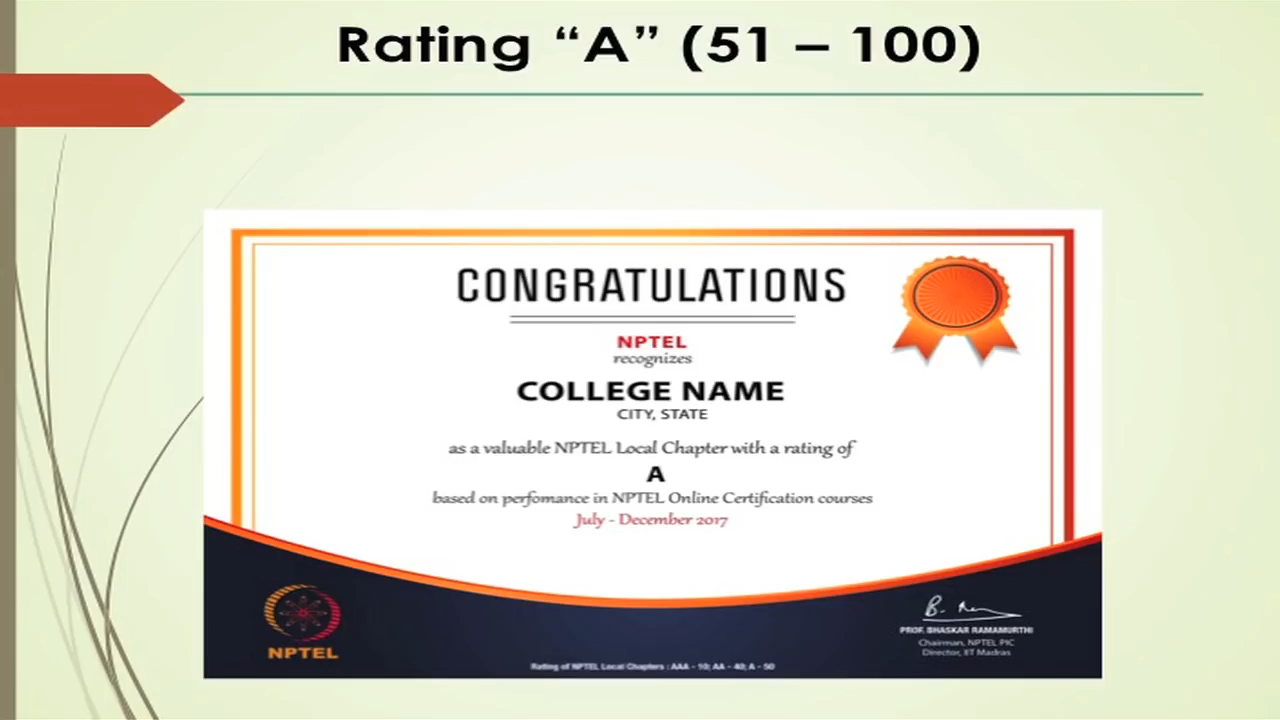 Rating “A” (51 – 100)
CONGRATULATIONS
NPTEL
recognizes
COLLEGE NAME
CITY, STATE
as a valuable NPTEL Local Chapter with a rating of
A
based on perfomance in NPTEL Online Certification courses
July - December 2017
B. Ram
PROF. BHASKAR RAMAMURTHI
Chairman, NPTEL PIC
Director, IIT Madras
NPTEL
Rating of NPTEL Local Chapters : AAA - 10; AA - 40; A - 50